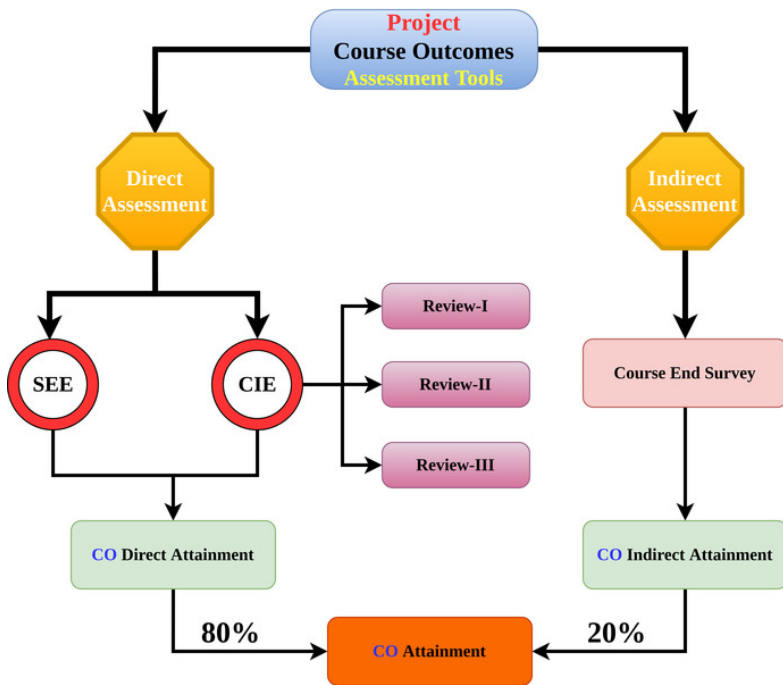 Project
Course Outcomes
Assessment Tools
Direct
Assessment
Indirect
Assessment
SEE
CIE
Review-I
Review-II
Review-III
Course End Survey
CO Direct Attainment
CO Indirect Attainment
80%
20%
CO Attainment